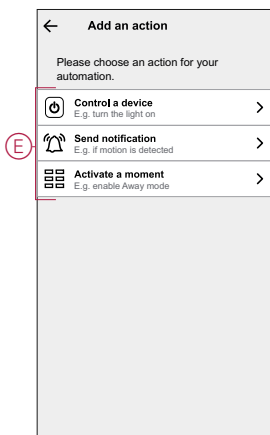 Add an action
Please choose an action for your
automation.
Control a device
E.g. turn the light on
E
Send notification
E.g. if motion is detected
Activate a moment
E.g. enable Away mode